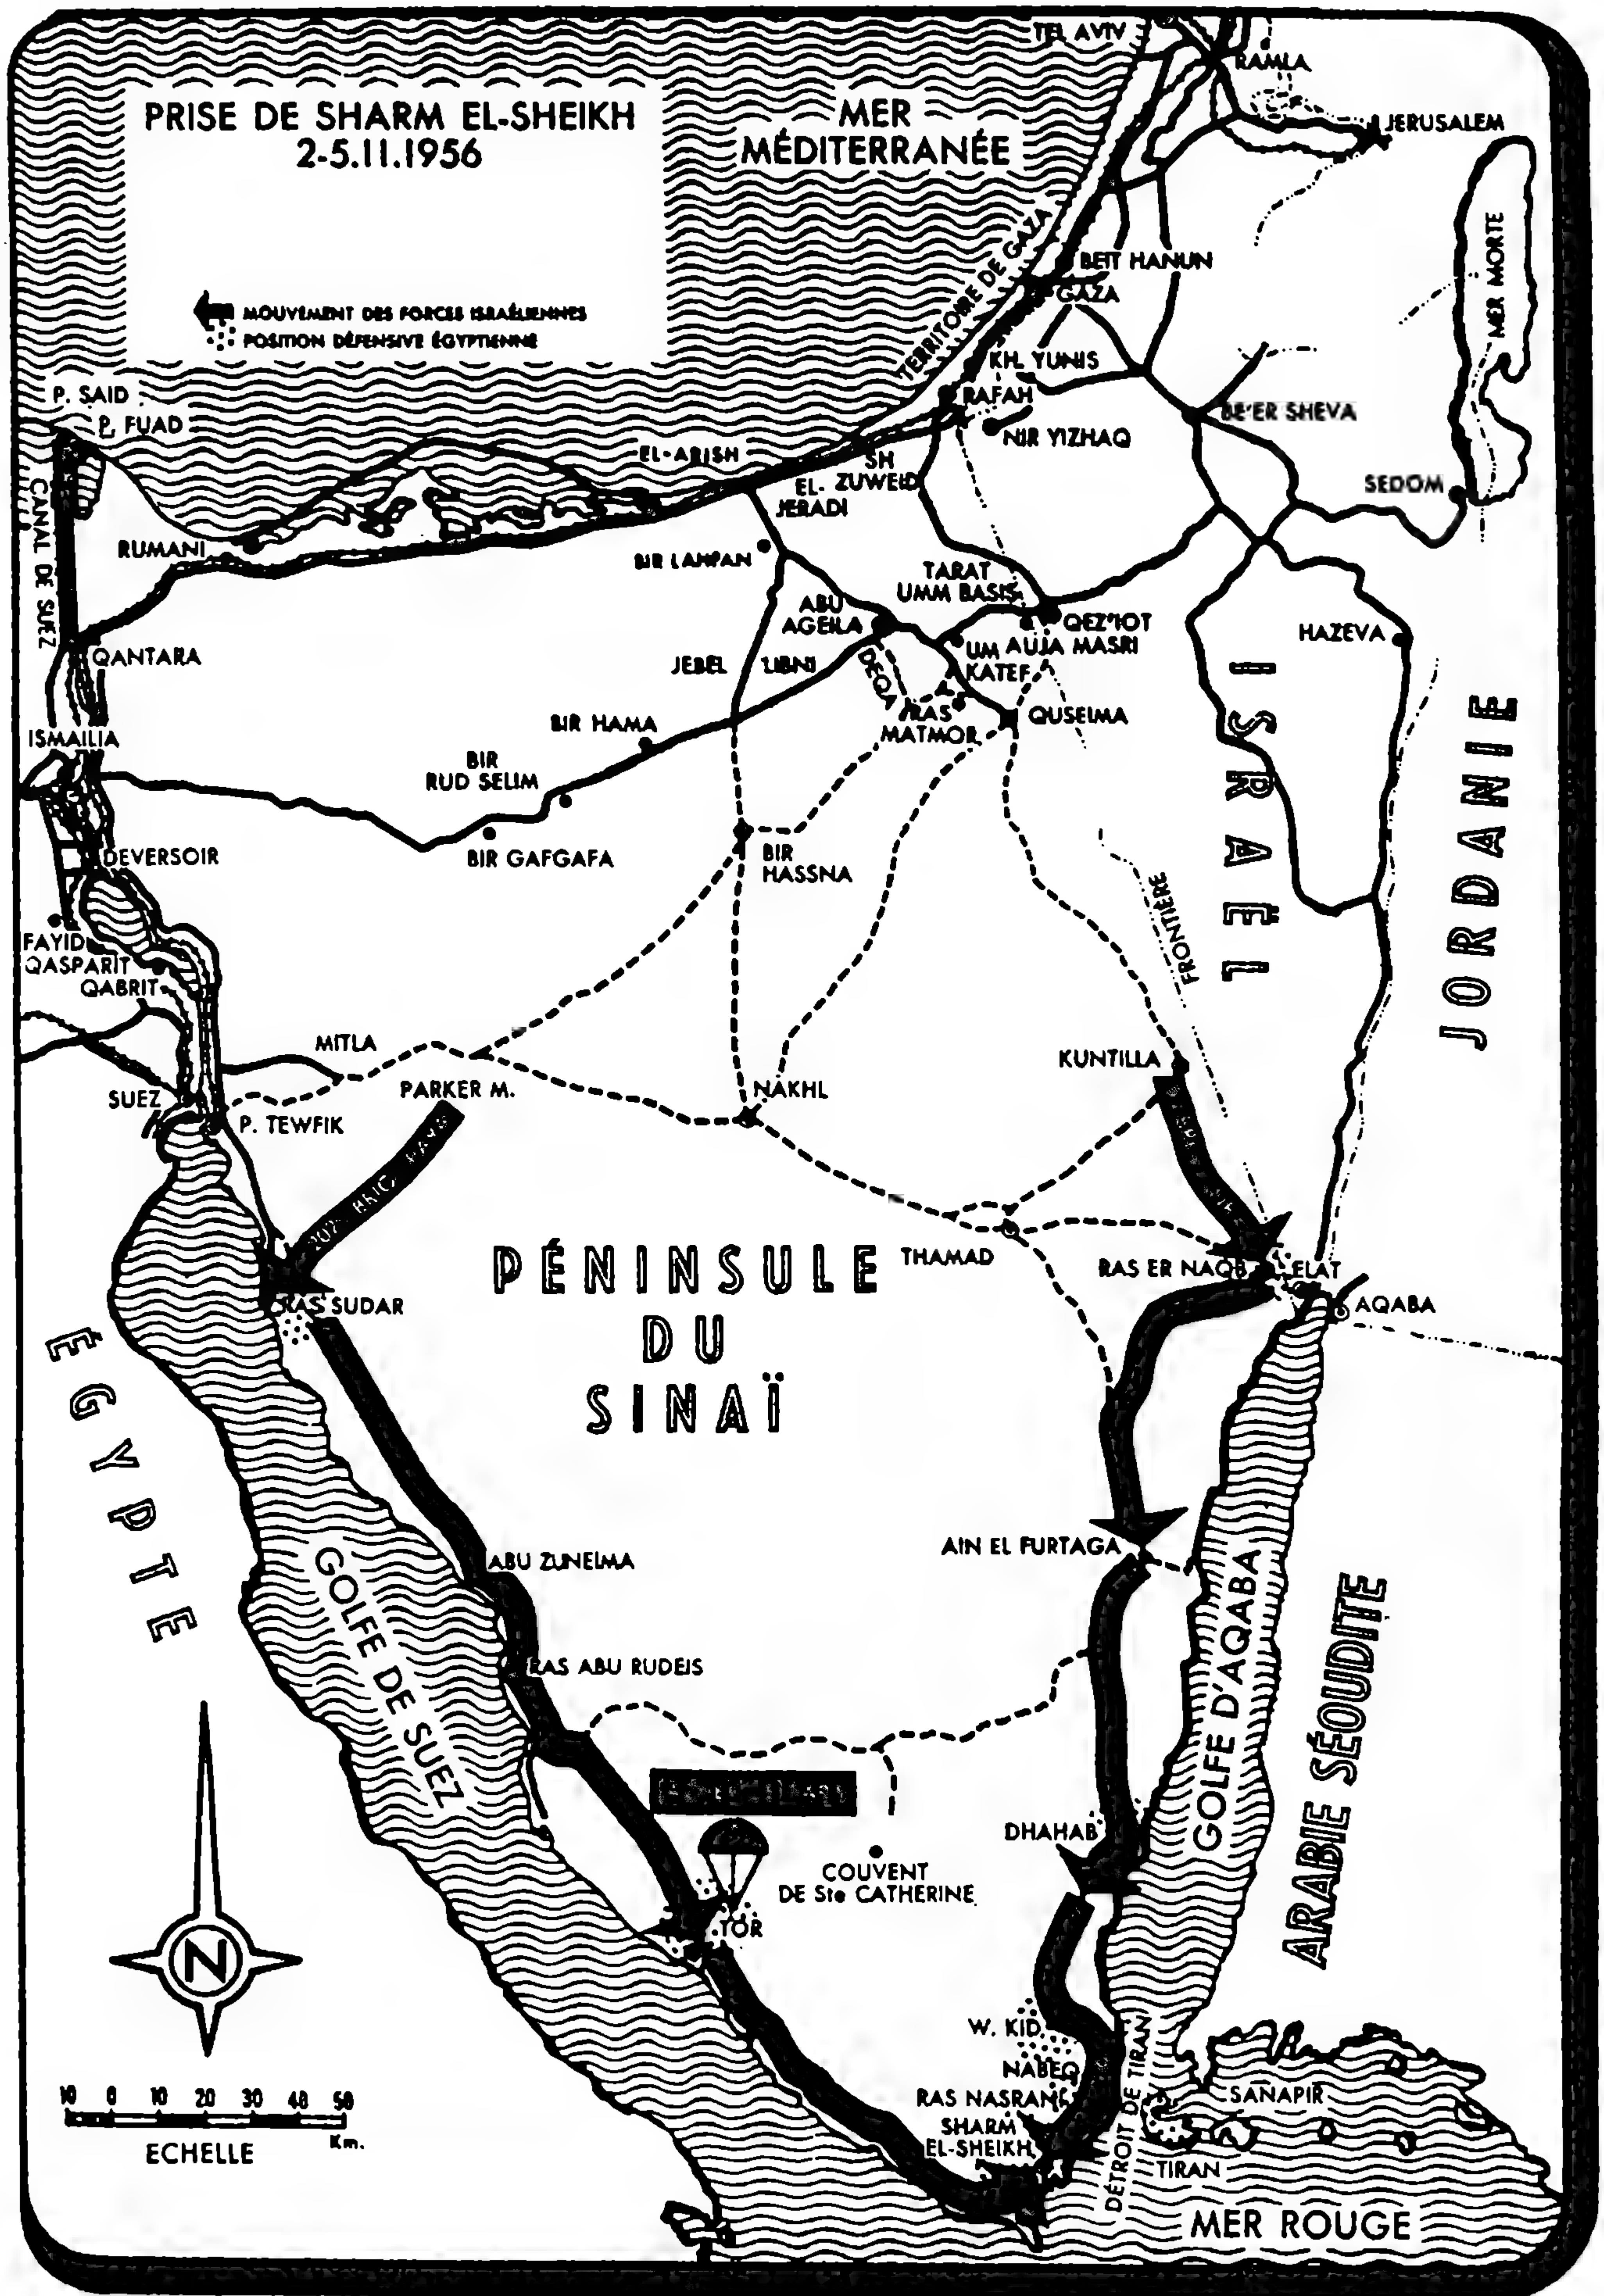 PRISE DE SHARM EL-SHEIKH
2-5.11.1956
MOUVEMENT DES FORCES ISRAÉLIENNES
POSITION DÉFENSIVE ÉGYPTIENNE
MER
MÉDITERRANÉE
TEL AVIV
RAMLA
JERUSALEM
MER MORTE
TERRITOIRE DE GAZA
BEIT HANUN
GAZA
KH. YUNIS
RAFAH
NIR YIZHAQ
BE'ER SHEVA
SEDOM
P. SAID
P. FUAD
CANAL DE SUEZ
EL-ARISH
SH
ZUWEID
EL-
JERADI
RUMANI
BIR LAHFAN
TARAT
UMM BASIS
ABU
AGEILA
QEZ'IOT
AUJA MASRI
UM
KATEF
HAZEVA
QANTARA
JEBEL LIBNI
DEQA
RAS
MATMOR
QUSEIMA
ISMAILIA
BIR HAMA
BIR
RUD SELIM
BIR GAFGAFA
BIR
HASSNA
DEVERSOIR
FAYID
QASPARIT
QABRIT
FRONTIÈRE
ISRAËL
JORDANIE
MITLA
PARKER M.
SUEZ
P. TEWFIK
NAKHL
KUNTILLA
202e BRIG.
THAMAD
RAS ER NAQB
ELAT
AQABA
RAS SUDAR
PÉNINSULE
DU
SINAÏ
ÉGYPTE
ABU ZUNEIMA
AIN EL FURTAGA
GOLFE DE SUEZ
RAS ABU RUDEIS
GOLFE D'AQABA
ARABIE SÉOUDITE
DHAHAB
COUVENT
DE Ste CATHERINE
TOR
N
W. KID
NABEQ
RAS NASRANI
SHARM
EL-SHEIKH
DÉTROIT DE TIRAN
SANAPIR
TIRAN
MER ROUGE
10 0 10 20 30 40 50
Km.
ECHELLE